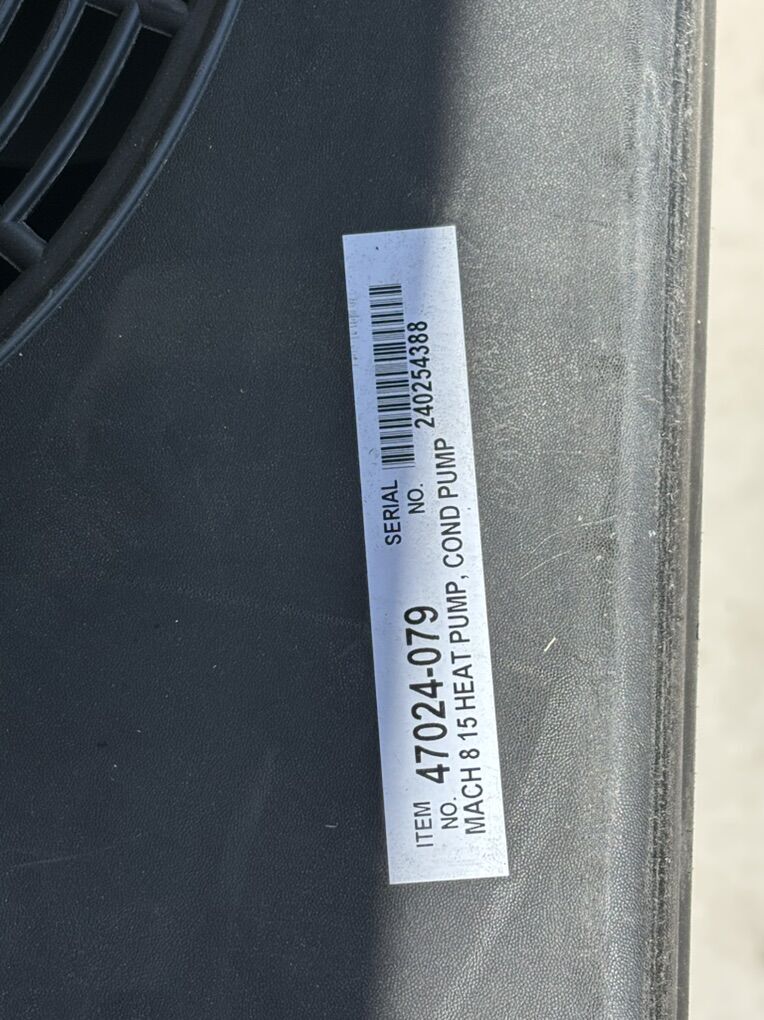 SERIAL
NO. 240254388
ITEM
NO. 47024-079
MACH 8 15 HEAT PUMP, COND PUMP